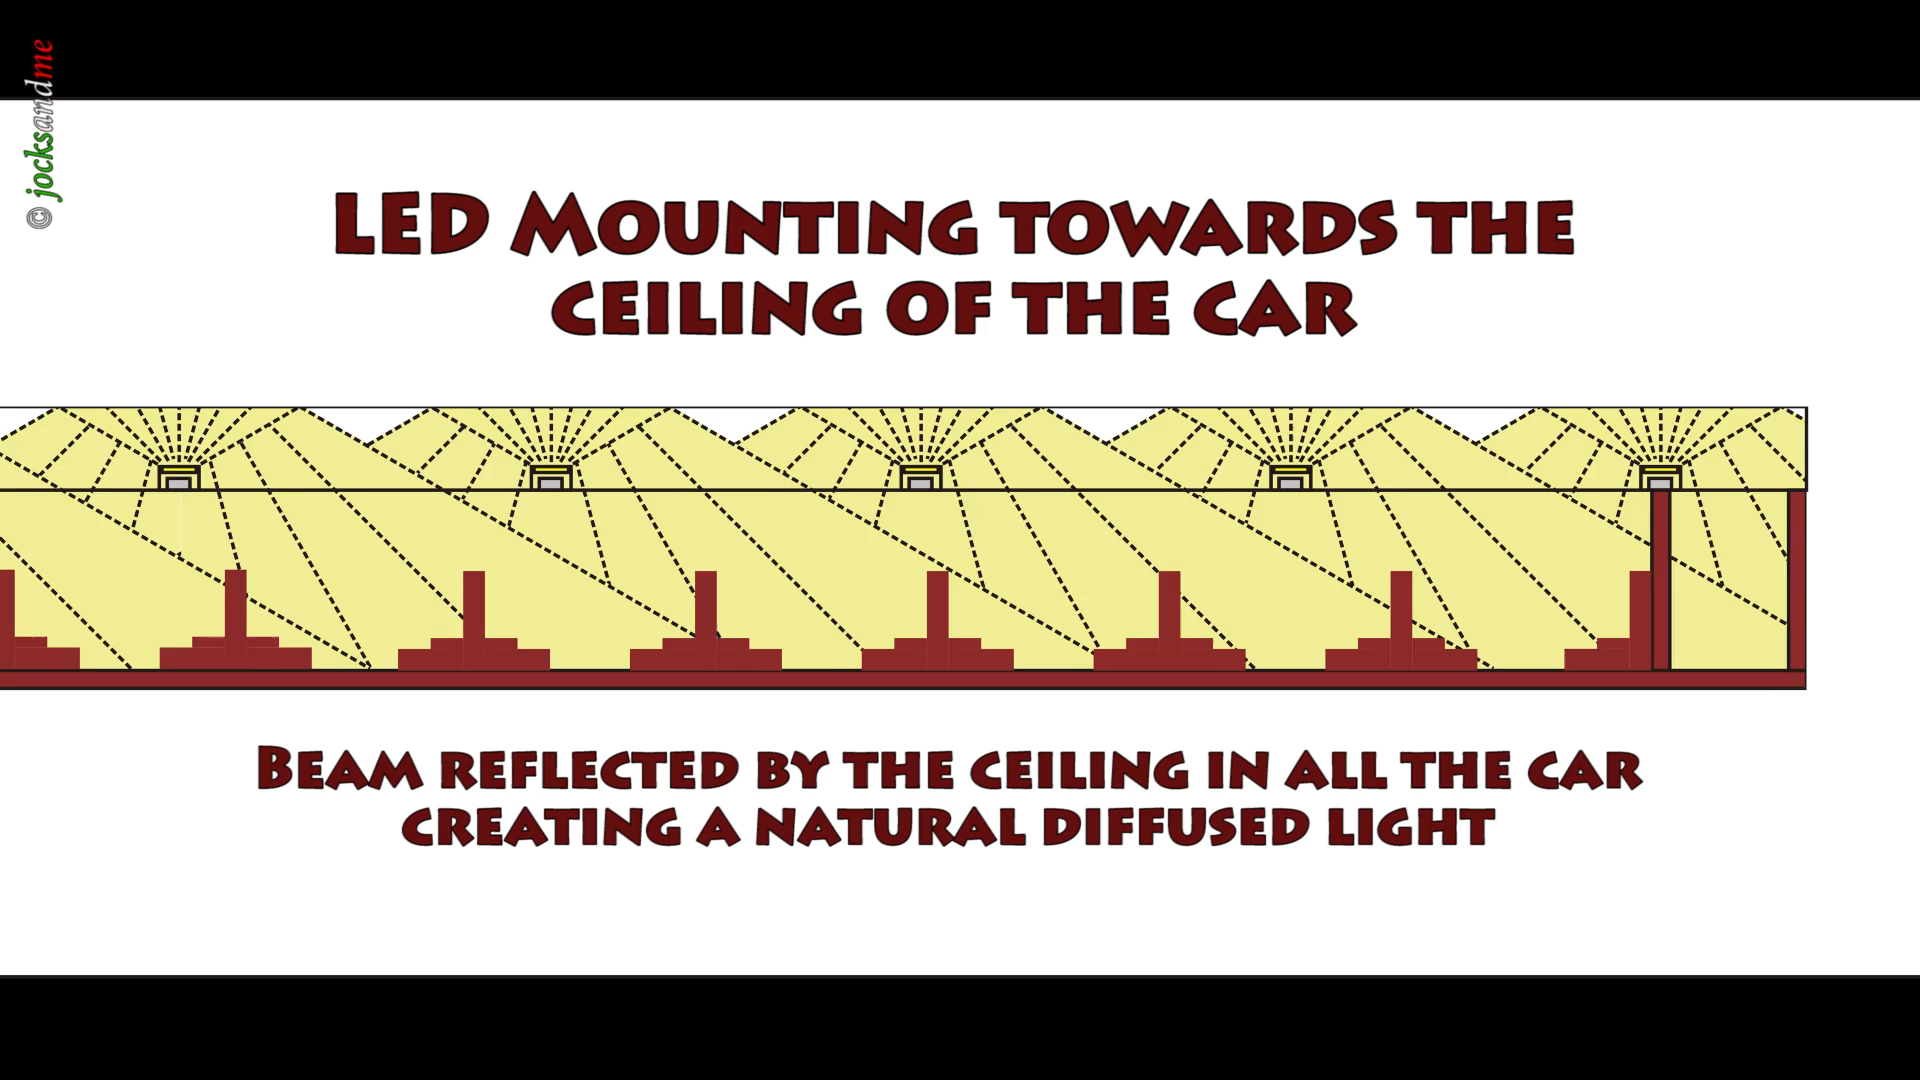 © jocksandme
LED Mounting towards the
ceiling of the car
Beam reflected by the ceiling in all the car
creating a natural diffused light